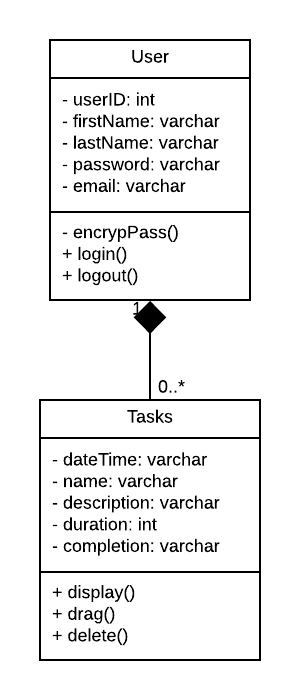 User
- userID: int
- firstName: varchar
- lastName: varchar
- password: varchar
- email: varchar
- encrypPass()
+ login()
+ logout()
1
0..*
Tasks
- dateTime: varchar
- name: varchar
- description: varchar
- duration: int
- completion: varchar
+ display()
+ drag()
+ delete()